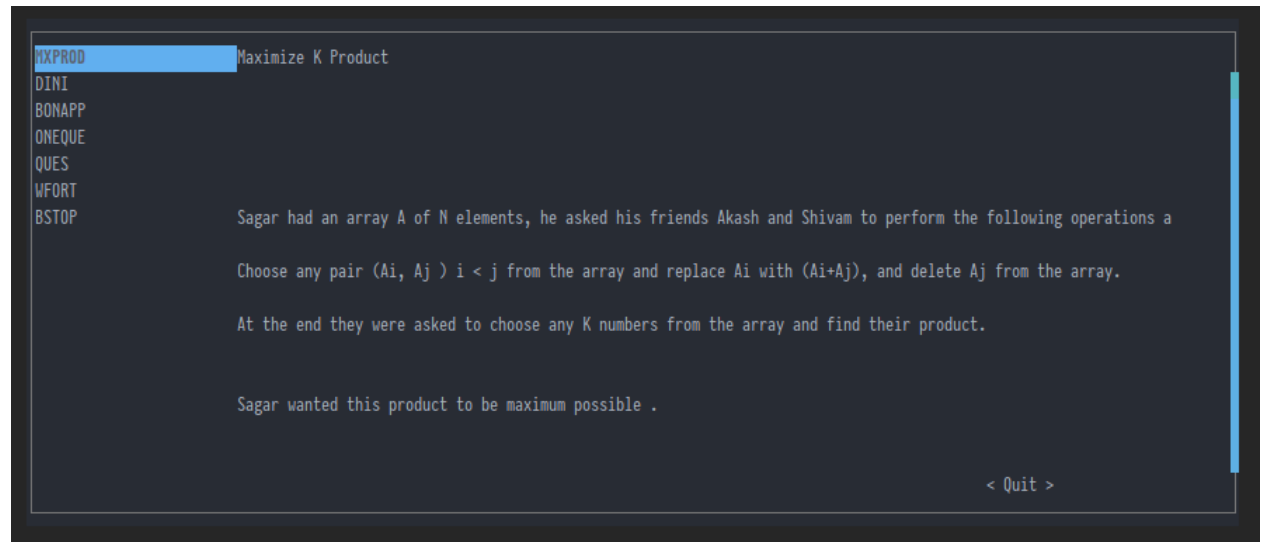 MXPROD
Maximize K Product
DINI
BONAPP
ONEQUE
QUES
WFORT
BSTOP
Sagar had an array A of N elements, he asked his friends Akash and Shivam to perform the following operations a
Choose any pair (Ai, Aj ) i < j from the array and replace Ai with (Ai+Aj), and delete Aj from the array.
At the end they were asked to choose any K numbers from the array and find their product.
Sagar wanted this product to be maximum possible .
< Quit >